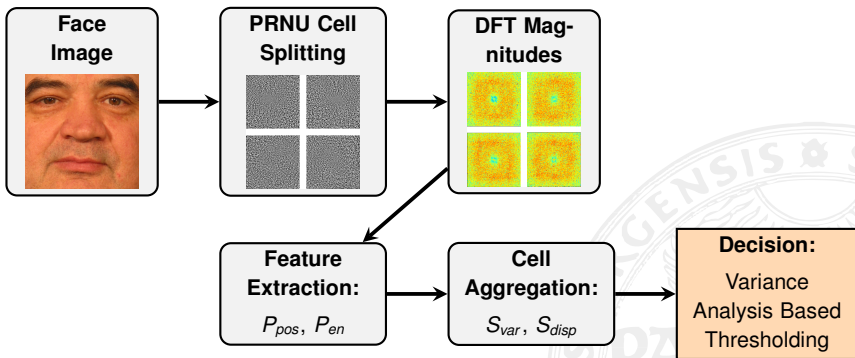 Face
Image
PRNU Cell
Splitting
DFT Mag-
nitudes
Feature
Extraction:
P_pos, P_en
Cell
Aggregation:
S_var, S_disp
Decision:
Variance
Analysis Based
Thresholding